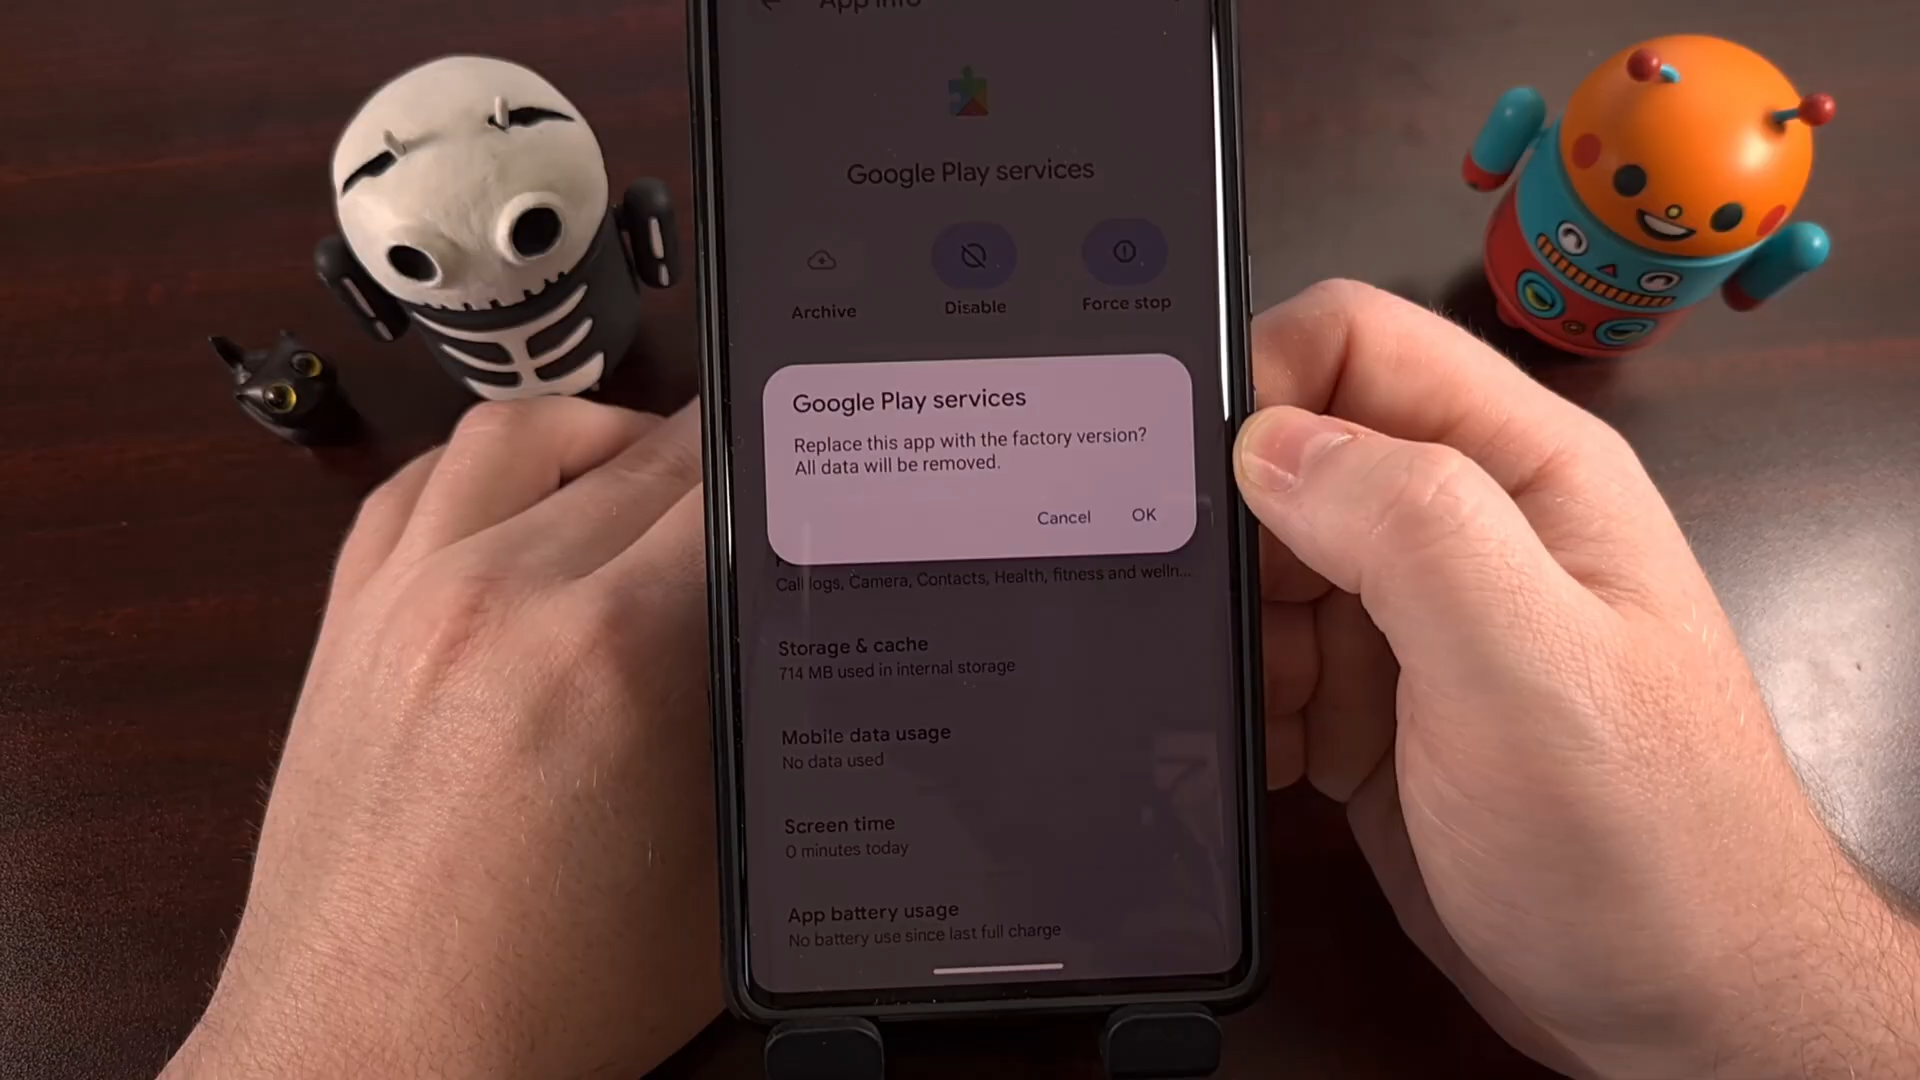 App info
Google Play services
Archive
Disable
Force stop
Google Play services
Replace this app with the factory version?
All data will be removed.
Cancel
OK
Call logs, Camera, Contacts, Health, fitness and welln...
Storage & cache
714 MB used in internal storage
Mobile data usage
No data used
Screen time
0 minutes today
App battery usage
No battery use since last full charge